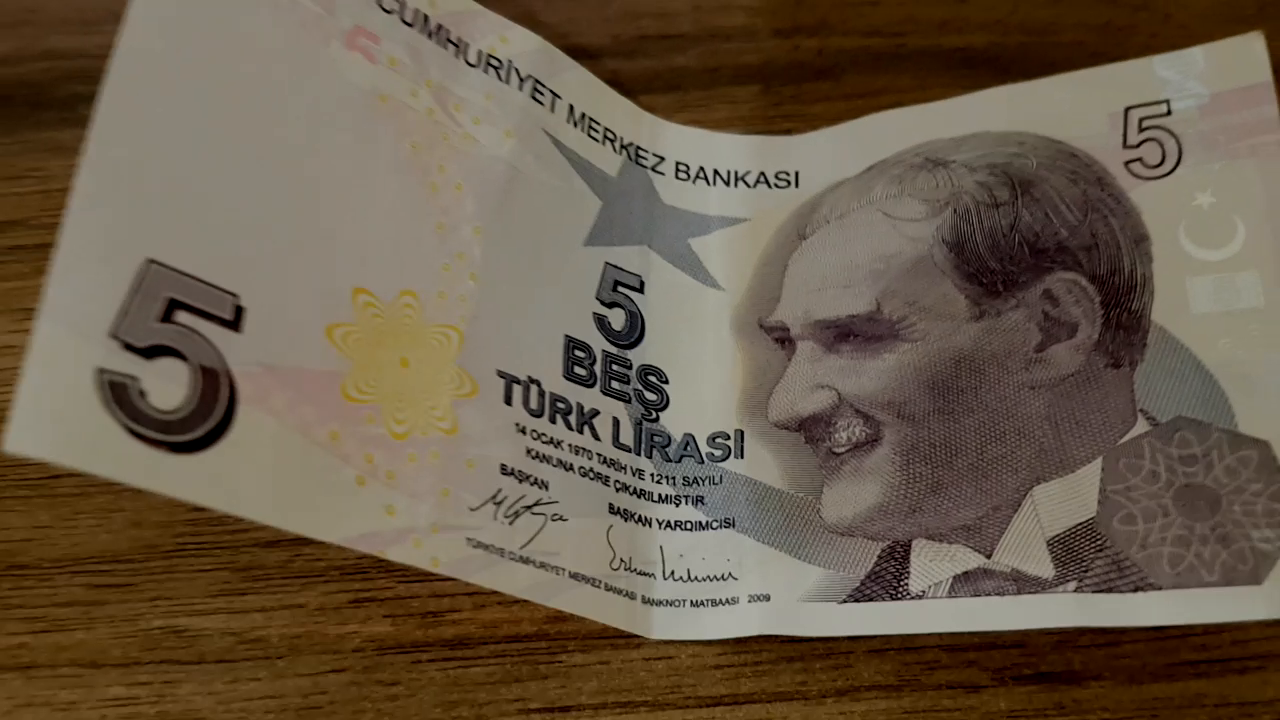 CUMHURİYET MERKEZ BANKASI
5
5
5
5
BEŞ
TÜRK LİRASI
14 OCAK 1970 TARİH VE 1211 SAYILI
KANUNA GÖRE ÇIKARILMIŞTIR
BAŞKAN
BAŞKAN YARDIMCISI
TÜRKİYE CUMHURİYET MERKEZ BANKASI BANKNOT MATBAASI 2009